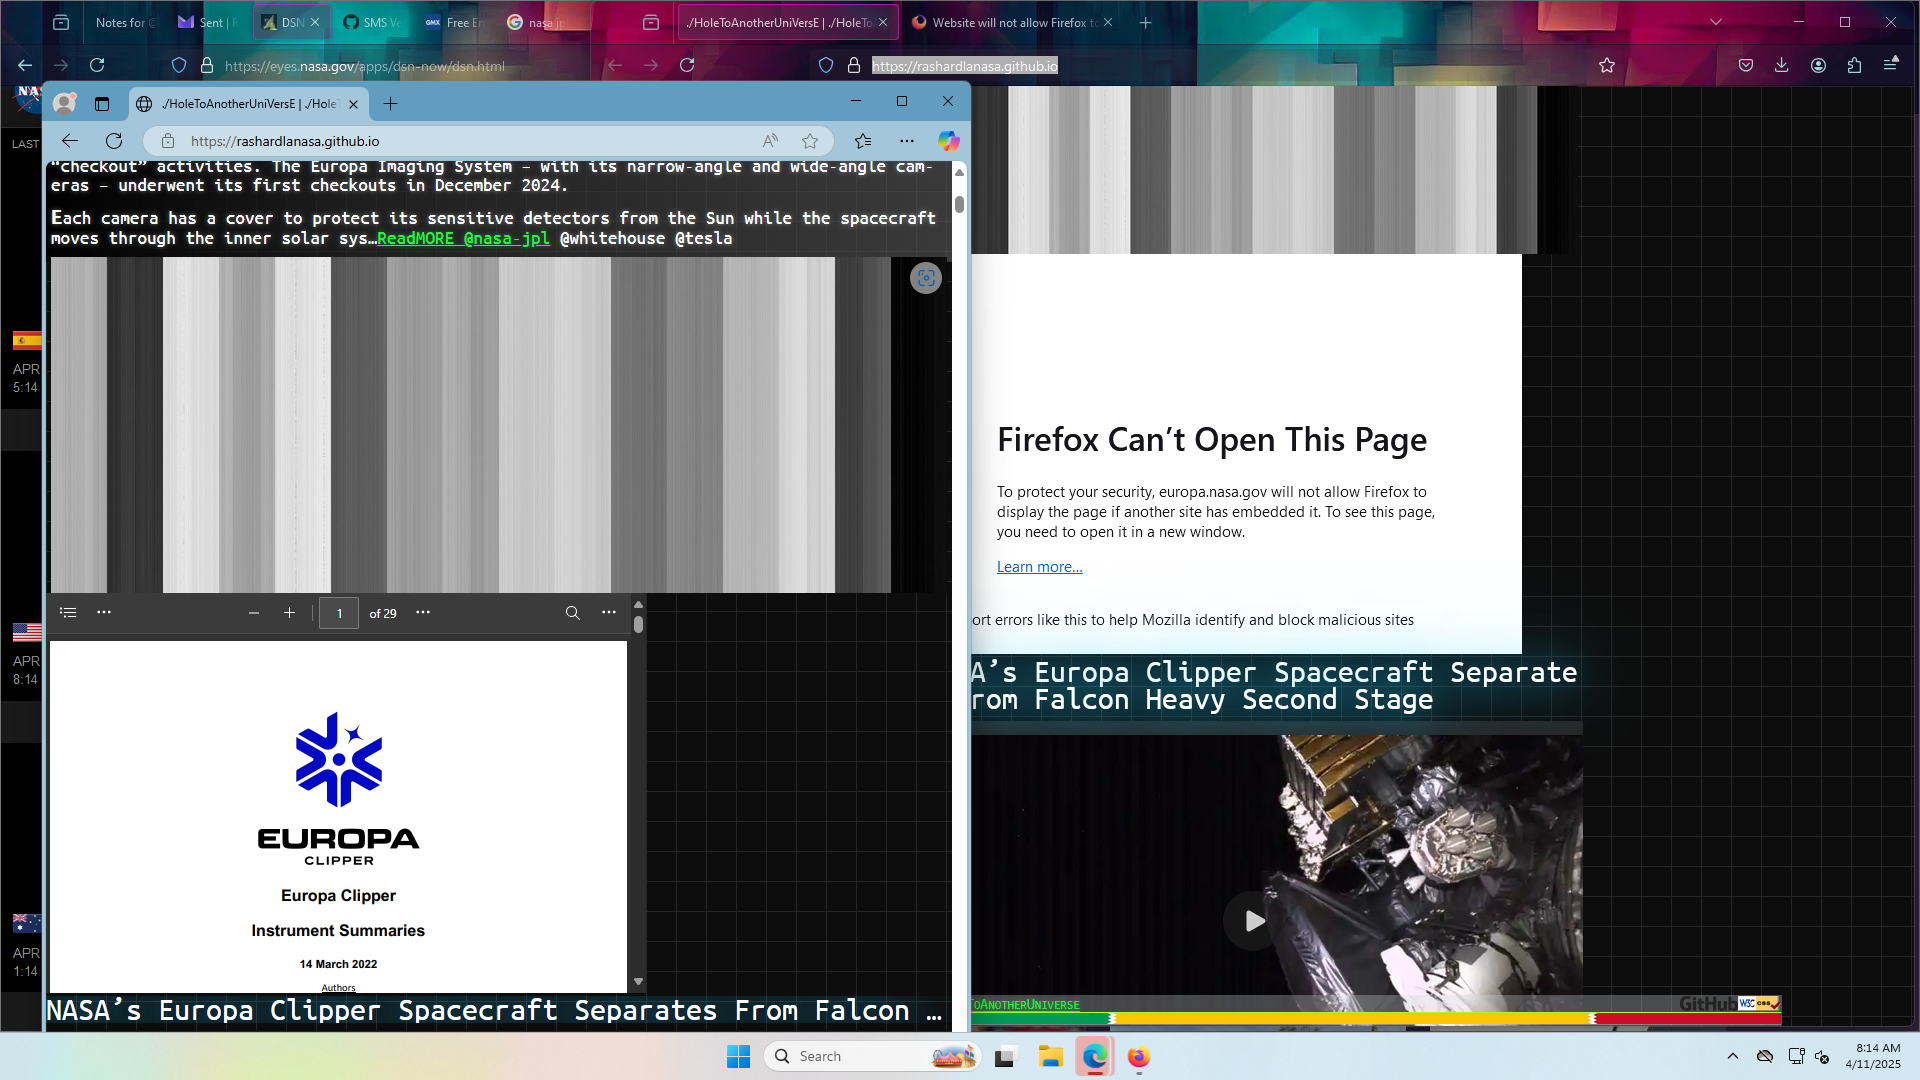 Notes for
Sent |
DSN
SMS Ve
GMX Free Em
nasa jp
./HoleToAnotherUniVersE | ./HoleTo
Website will not allow Firefox to
https://eyes.nasa.gov/apps/dsn-now/dsn.html
https://rashardlanasa.github.io
NAS
LAST
APR
5:14
APR
8:14
APR
1:14
./HoleToAnotherUniVersE | ./HoleT
https://rashardlanasa.github.io
“checkout” activities. The Europa Imaging System – with its narrow-angle and wide-angle cam-
eras – underwent its first checkouts in December 2024.
Each camera has a cover to protect its sensitive detectors from the Sun while the spacecraft
moves through the inner solar sys…ReadMORE @nasa-jpl @whitehouse @tesla
1 of 29
EUROPA
CLIPPER
Europa Clipper
Instrument Summaries
14 March 2022
Authors
NASA’s Europa Clipper Spacecraft Separates From Falcon …
Firefox Can’t Open This Page
To protect your security, europa.nasa.gov will not allow Firefox to
display the page if another site has embedded it. To see this page,
you need to open it in a new window.
Learn more…
ort errors like this to help Mozilla identify and block malicious sites
A’s Europa Clipper Spacecraft Separate
rom Falcon Heavy Second Stage
ToAnotherUniverse
GitHub W3C css
Search
8:14 AM
4/11/2025